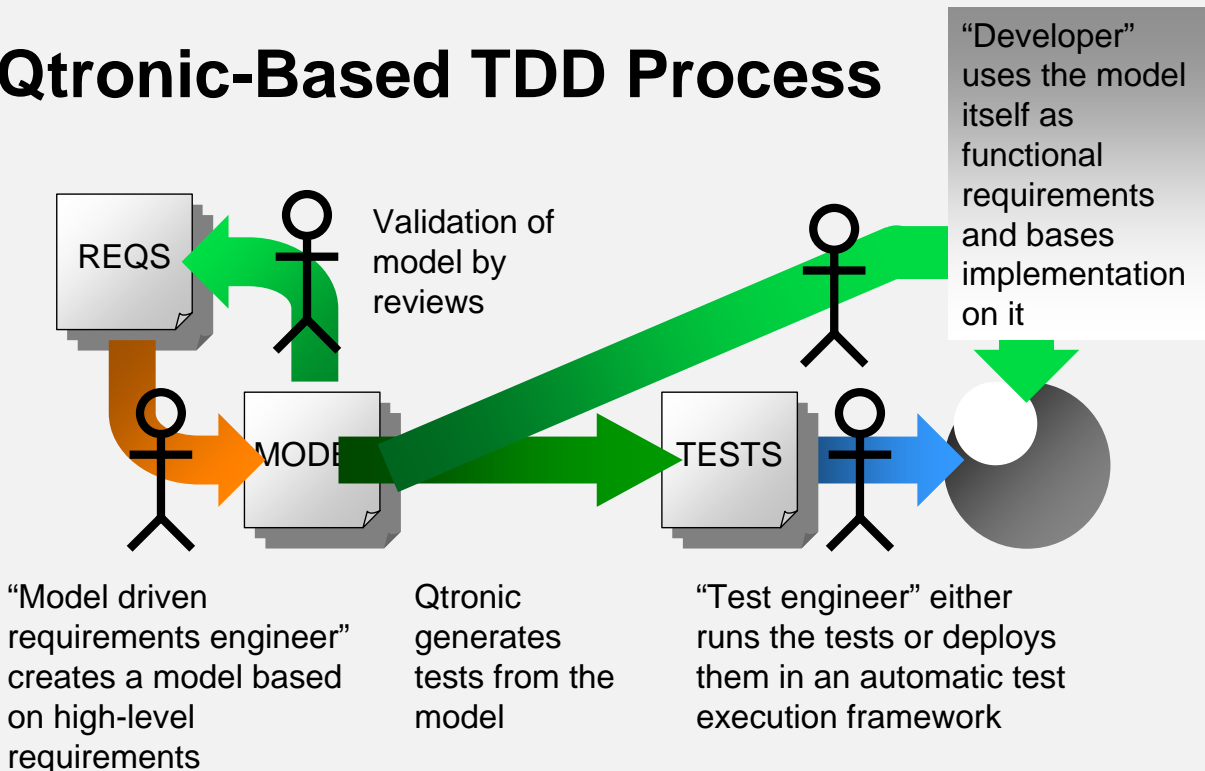 Qtronic-Based TDD Process
“Developer”
uses the model
itself as
functional
requirements
and bases
implementation
on it
REQS
Validation of
model by
reviews
MODE
TESTS
“Model driven
requirements engineer”
creates a model based
on high-level
requirements
Qtronic
generates
tests from the
model
“Test engineer” either
runs the tests or deploys
them in an automatic test
execution framework